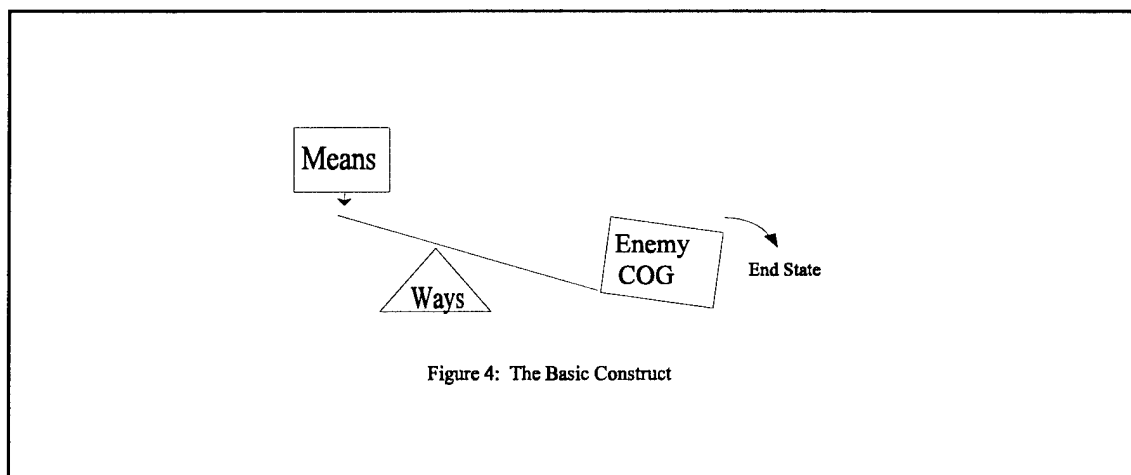 Means
Enemy
COG
End State
Ways
Figure 4: The Basic Construct